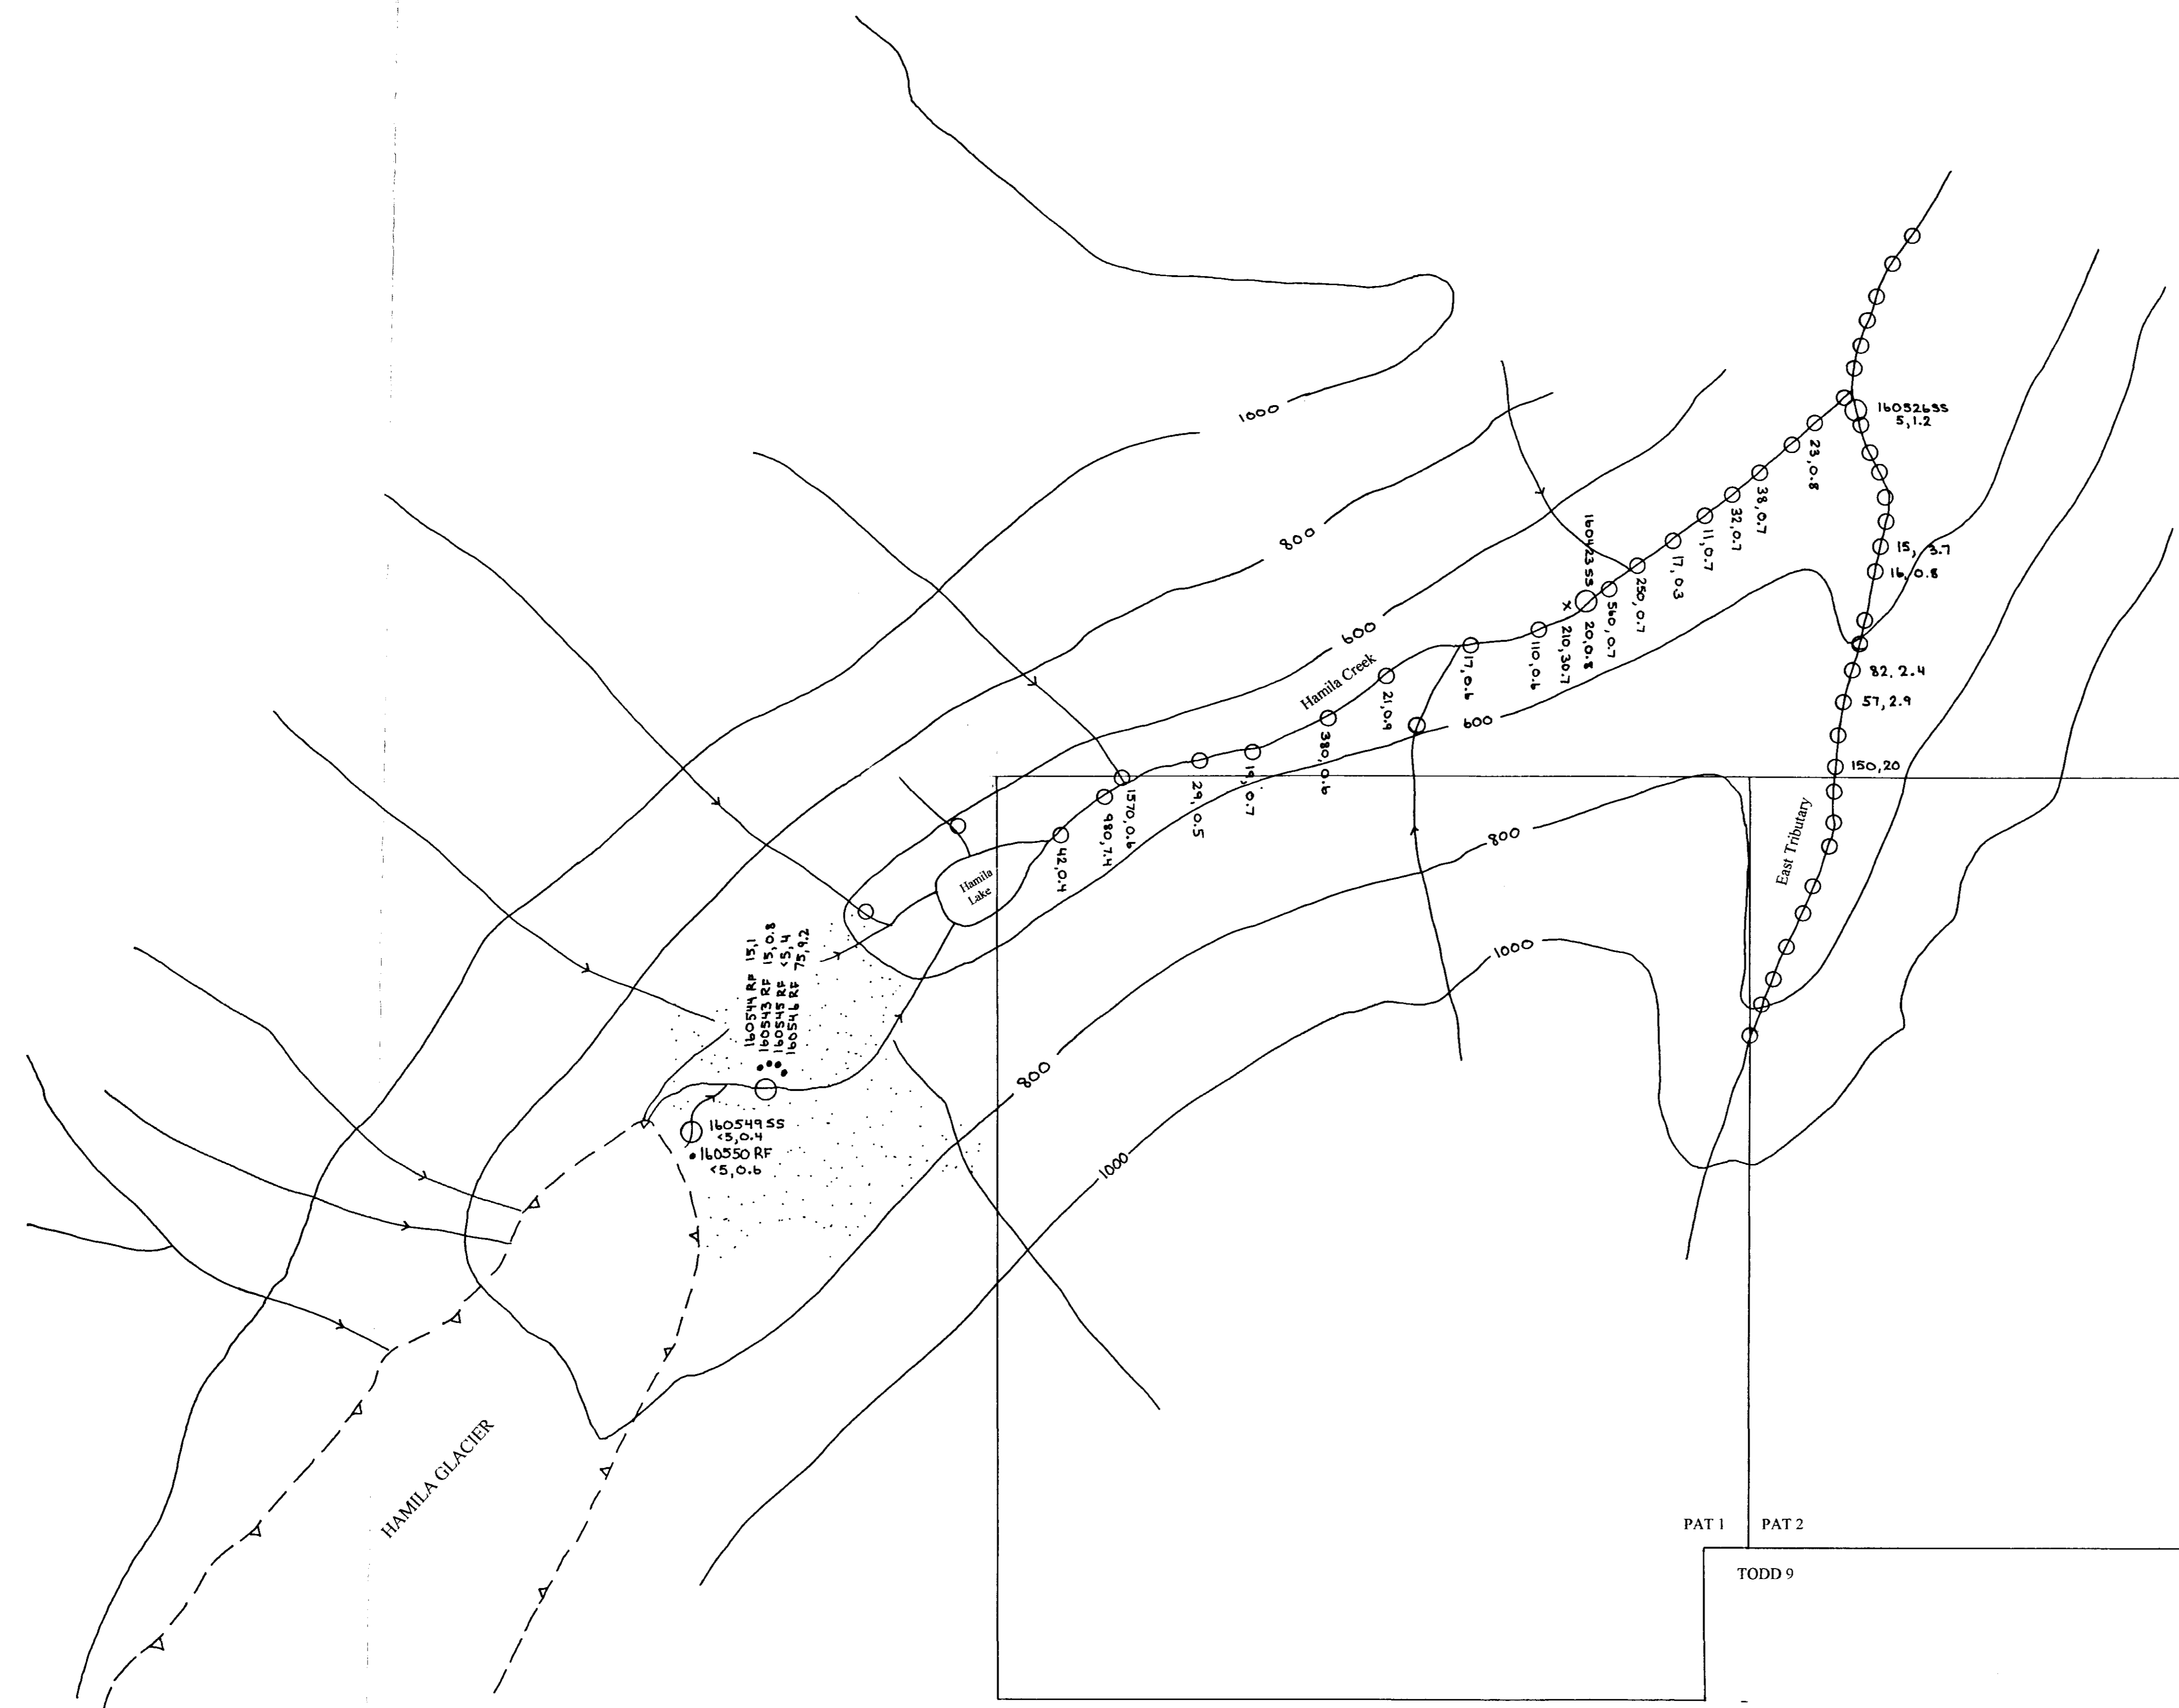 1000
160526SS
5,1.2
23,0.8
38,0.7
32,0.7
11,0.7
17,0.3
250,0.7
560,0.7
160423 SS
20,0.8
x
210,30.7
110,0.6
17,0.6
21,0.9
380,0.6
19,0.7
29,0.5
1570,0.6
980,7.4
42,0.4
800
600
Hamila Creek
600
15, 3.7
16,0.8
82,2.4
57,2.9
150,20
East Tributary
800
1000
Hamila
Lake
160544 RF 15,1
160543 RF 15,0.8
160545 RF <5,4
160546 RF 75,9.2
800
160549 SS
<5,0.4
160550 RF
<5,0.6
1000
HAMILA GLACIER
PAT 1
PAT 2
TODD 9